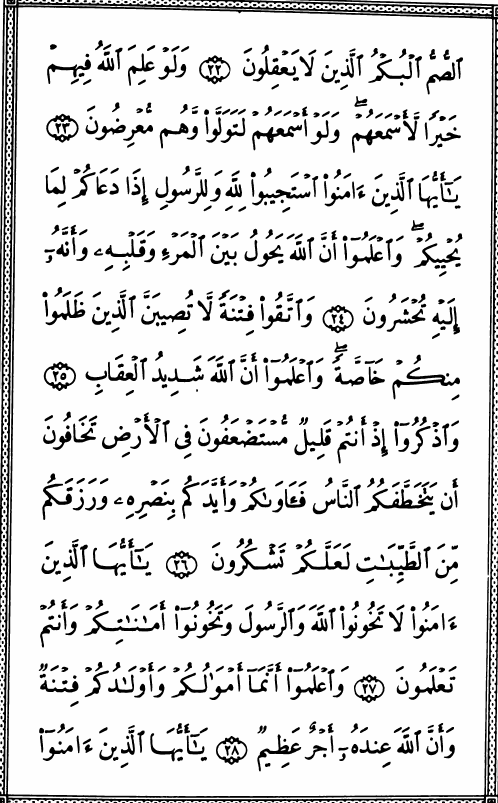 ٱلصُّمُّ ٱلْبُكْمُ ٱلَّذِينَ لَا يَعْقِلُونَ ٢٢ وَلَوْ عَلِمَ ٱللَّهُ فِيهِمْ
خَيْرًا لَّأَسْمَعَهُمْ ۖ وَلَوْ أَسْمَعَهُمْ لَتَوَلَّوا۟ وَّهُم مُّعْرِضُونَ ٢٣
يَـٰٓأَيُّهَا ٱلَّذِينَ ءَامَنُوا۟ ٱسْتَجِيبُوا۟ لِلَّهِ وَلِلرَّسُولِ إِذَا دَعَاكُمْ لِمَا
يُحْيِيكُمْ ۖ وَٱعْلَمُوٓا۟ أَنَّ ٱللَّهَ يَحُولُ بَيْنَ ٱلْمَرْءِ وَقَلْبِهِۦ وَأَنَّهُۥٓ
إِلَيْهِ تُحْشَرُونَ ٢٤ وَٱتَّقُوا۟ فِتْنَةً لَّا تُصِيبَنَّ ٱلَّذِينَ ظَلَمُوا۟
مِنكُمْ خَآصَّةً ۖ وَٱعْلَمُوٓا۟ أَنَّ ٱللَّهَ شَدِيدُ ٱلْعِقَابِ ٢٥
وَٱذْكُرُوٓا۟ إِذْ أَنتُمْ قَلِيلٌ مُّسْتَضْعَفُونَ فِى ٱلْأَرْضِ تَخَافُونَ
أَن يَتَخَطَّفَكُمُ ٱلنَّاسُ فَـَٔاوَىٰكُمْ وَأَيَّدَكُم بِنَصْرِهِۦ وَرَزَقَكُم
مِّنَ ٱلطَّيِّبَـٰتِ لَعَلَّكُمْ تَشْكُرُونَ ٢٦ يَـٰٓأَيُّهَا ٱلَّذِينَ
ءَامَنُوا۟ لَا تَخُونُوا۟ ٱللَّهَ وَٱلرَّسُولَ وَتَخُونُوٓا۟ أَمَـٰنَـٰتِكُمْ وَأَنتُمْ
تَعْلَمُونَ ٢٧ وَٱعْلَمُوٓا۟ أَنَّمَآ أَمْوَٰلُكُمْ وَأَوْلَـٰدُكُمْ فِتْنَةٌ
وَأَنَّ ٱللَّهَ عِندَهُۥٓ أَجْرٌ عَظِيمٌ ٢٨ يَـٰٓأَيُّهَا ٱلَّذِينَ ءَامَنُوٓا۟